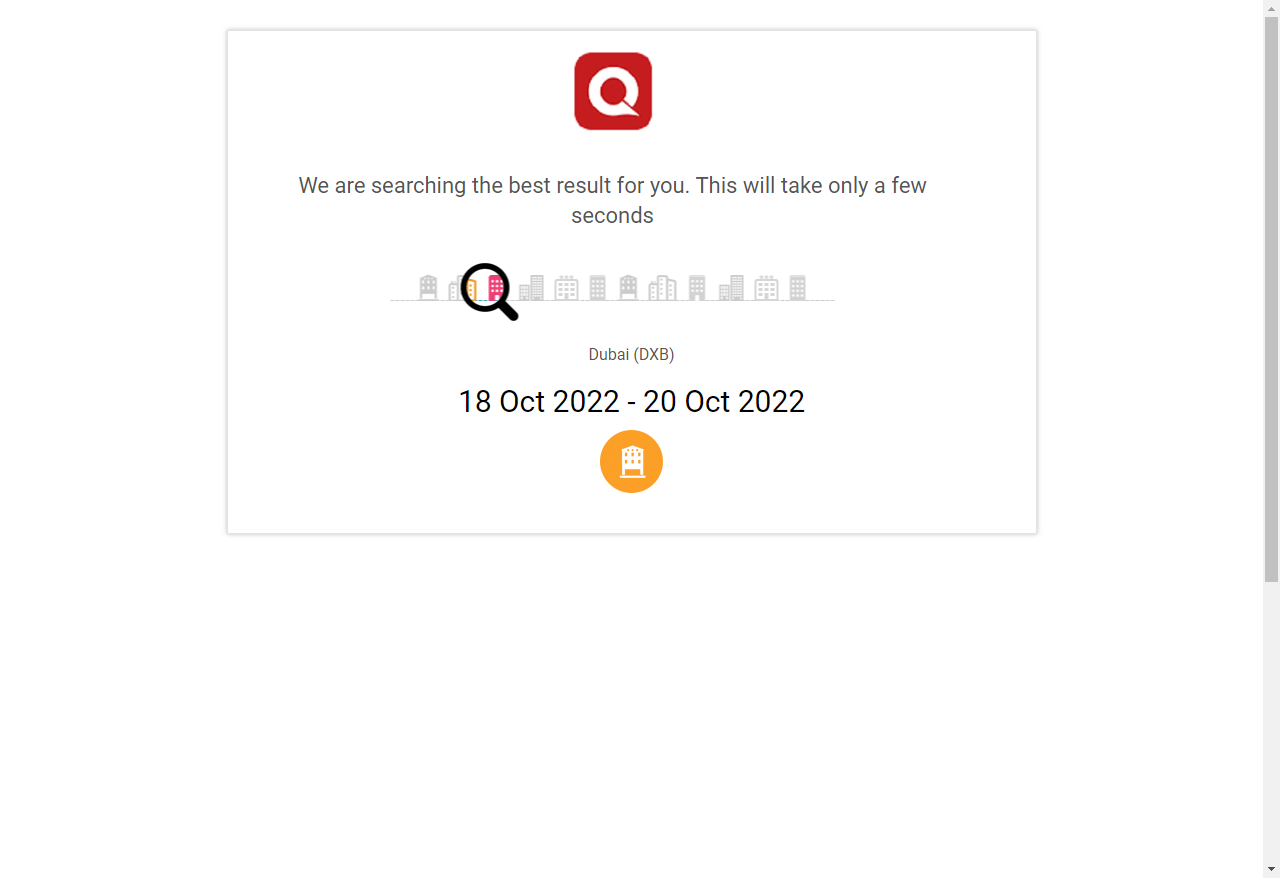 We are searching the best result for you. This will take only a few
seconds
Dubai (DXB)
18 Oct 2022 - 20 Oct 2022